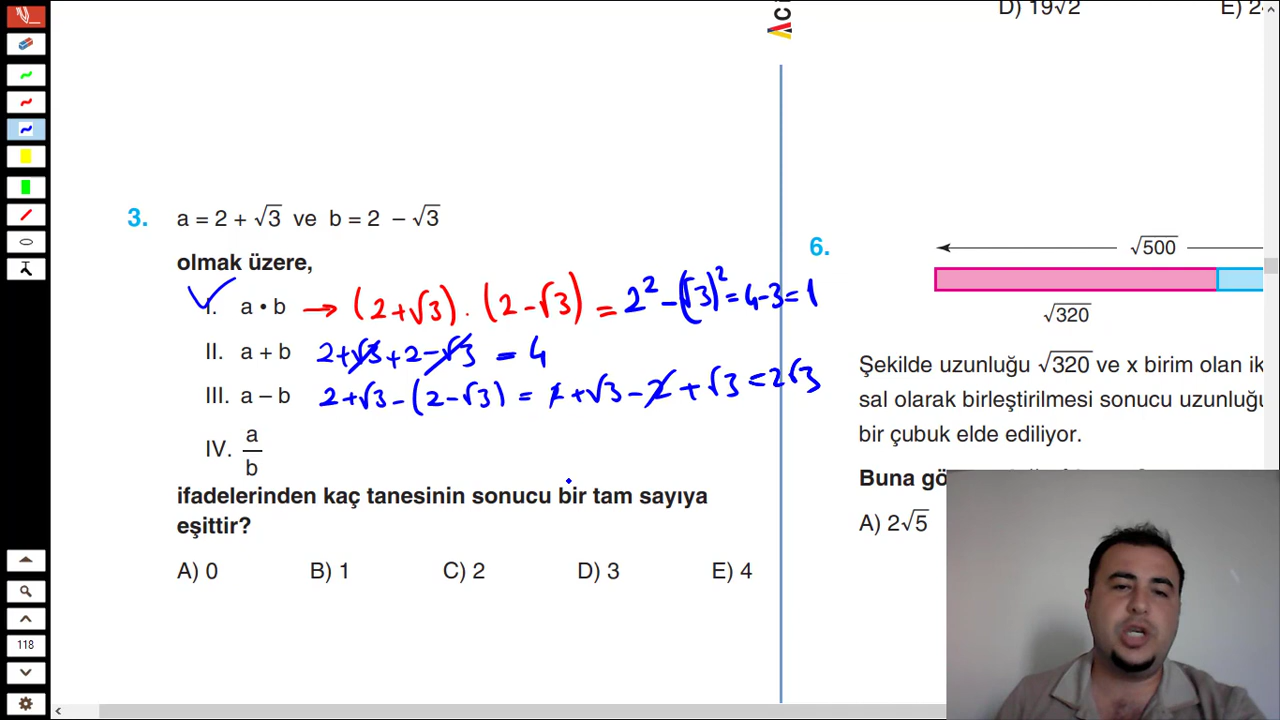 D) 19√2
E) 2
Aci
3. a = 2 + √3 ve b = 2 − √3
olmak üzere,
I. a • b → (2+√3) . (2−√3) = 2² − (√3)² = 4−3 = 1
II. a + b 2+√3+2−√3 = 4
III. a − b 2+√3−(2−√3) = 2+√3−2+√3 = 2√3
IV. a
b
ifadelerinden kaç tanesinin sonucu bir tam sayıya
eşittir?
A) 0 B) 1 C) 2 D) 3 E) 4
6.
√500
√320
Şekilde uzunluğu √320 ve x birim olan ik
sal olarak birleştirilmesi sonucu uzunluğu
bir çubuk elde ediliyor.
Buna gö
A) 2√5
118